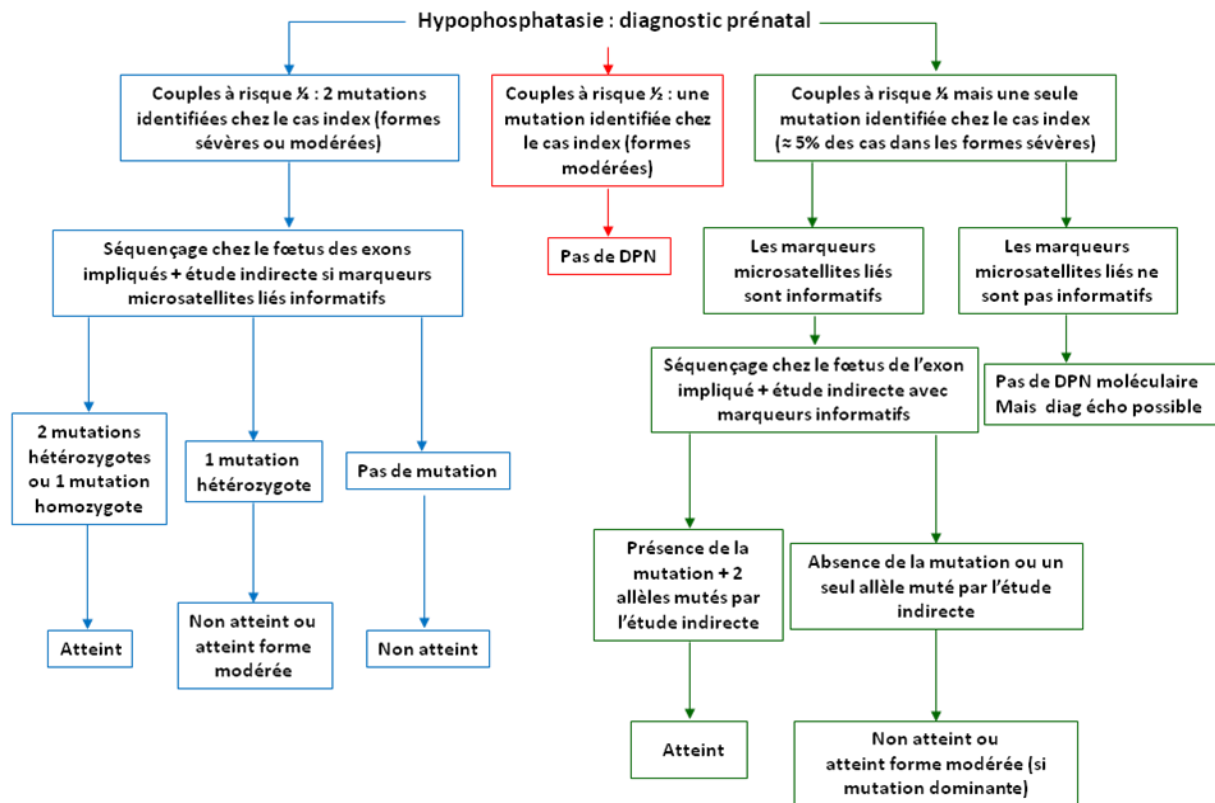 Hypophosphatasie : diagnostic prénatal
Couples à risque ¼ : 2 mutations
identifiées chez le cas index (formes
sévères ou modérées)
Couples à risque ½ : une
mutation identifiée chez
le cas index (formes
modérées)
Couples à risque ¼ mais une seule
mutation identifiée chez le cas index
(≈ 5% des cas dans les formes sévères)
Séquençage chez le fœtus des exons
impliqués + étude indirecte si marqueurs
microsatellites liés informatifs
Pas de DPN
Les marqueurs
microsatellites liés
sont informatifs
Les marqueurs
microsatellites liés ne
sont pas informatifs
Séquençage chez le fœtus de l'exon
impliqué + étude indirecte avec
marqueurs informatifs
Pas de DPN moléculaire
Mais diag écho possible
2 mutations
hétérozygotes
ou 1 mutation
homozygote
1 mutation
hétérozygote
Pas de mutation
Présence de la
mutation + 2
allèles mutés par
l'étude indirecte
Absence de la mutation ou un
seul allèle muté par l'étude
indirecte
Atteint
Non atteint ou
atteint forme
modérée
Non atteint
Atteint
Non atteint ou
atteint forme modérée (si
mutation dominante)